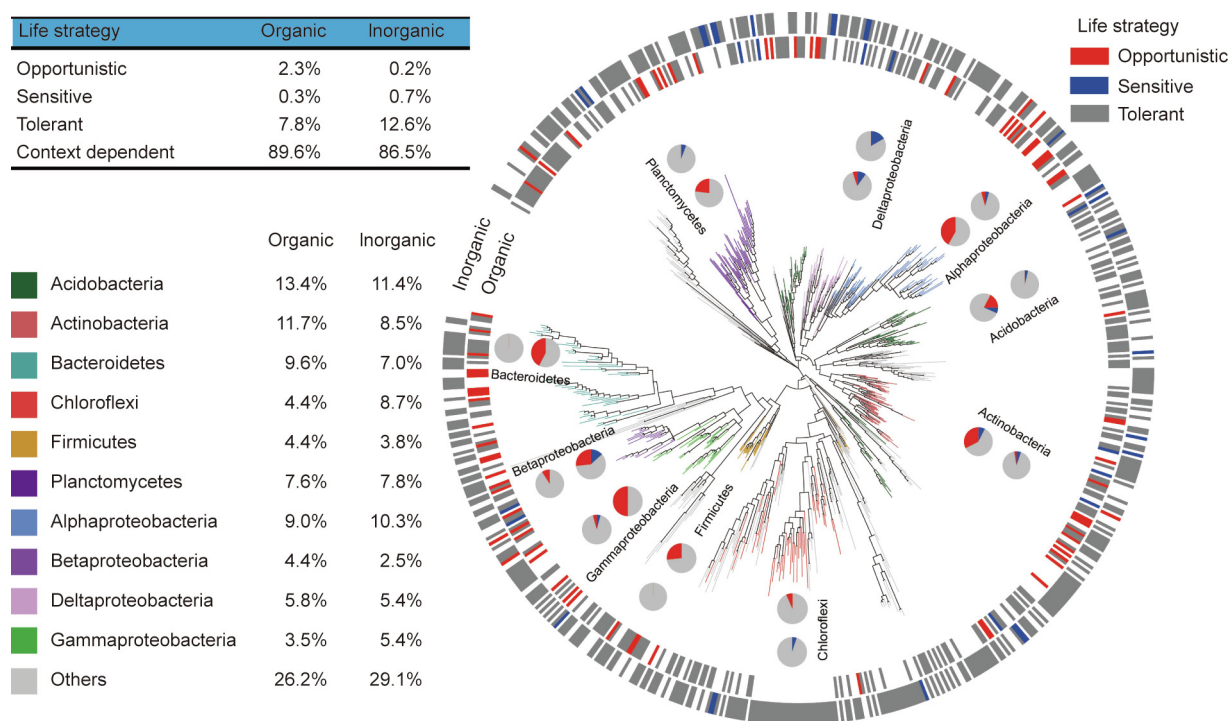 Life strategy Organic Inorganic
Opportunistic 2.3% 0.2%
Sensitive 0.3% 0.7%
Tolerant 7.8% 12.6%
Context dependent 89.6% 86.5%
Organic Inorganic
Acidobacteria 13.4% 11.4%
Actinobacteria 11.7% 8.5%
Bacteroidetes 9.6% 7.0%
Chloroflexi 4.4% 8.7%
Firmicutes 4.4% 3.8%
Planctomycetes 7.6% 7.8%
Alphaproteobacteria 9.0% 10.3%
Betaproteobacteria 4.4% 2.5%
Deltaproteobacteria 5.8% 5.4%
Gammaproteobacteria 3.5% 5.4%
Others 26.2% 29.1%
Life strategy
Opportunistic
Sensitive
Tolerant
Inorganic
Organic
Planctomycetes
Deltaproteobacteria
Alphaproteobacteria
Acidobacteria
Actinobacteria
Chloroflexi
Firmicutes
Gammaproteobacteria
Betaproteobacteria
Bacteroidetes